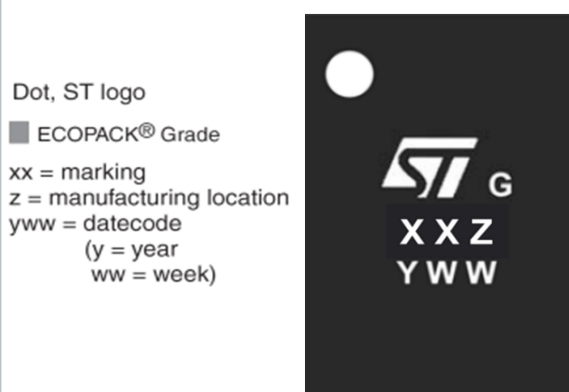 Dot, ST logo
ECOPACK® Grade
xx = marking
z = manufacturing location
yww = datecode
(y = year
ww = week)
ST G
X X Z
Y W W